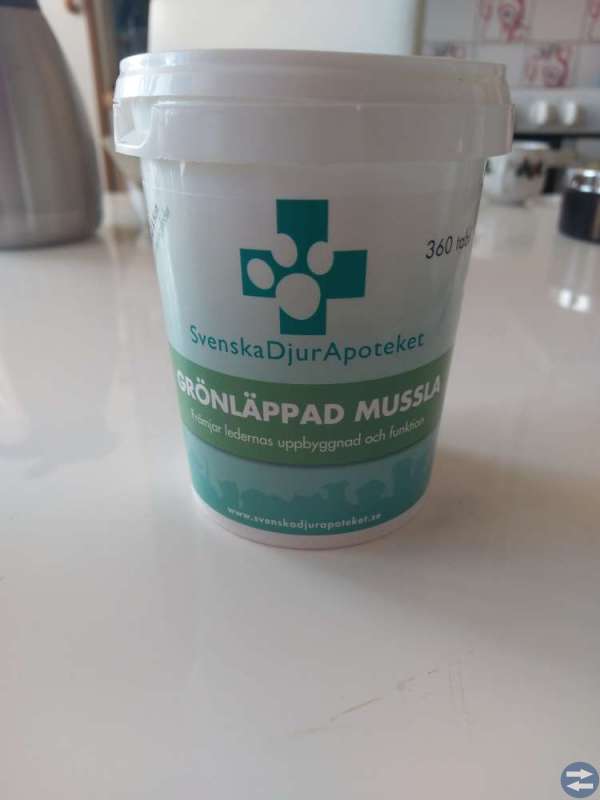 360 tabl
SvenskaDjurApoteket
GRÖNLÄPPAD MUSSLA
Främjar ledernas uppbyggnad och funktion
www.svenskadjurapoteket.se